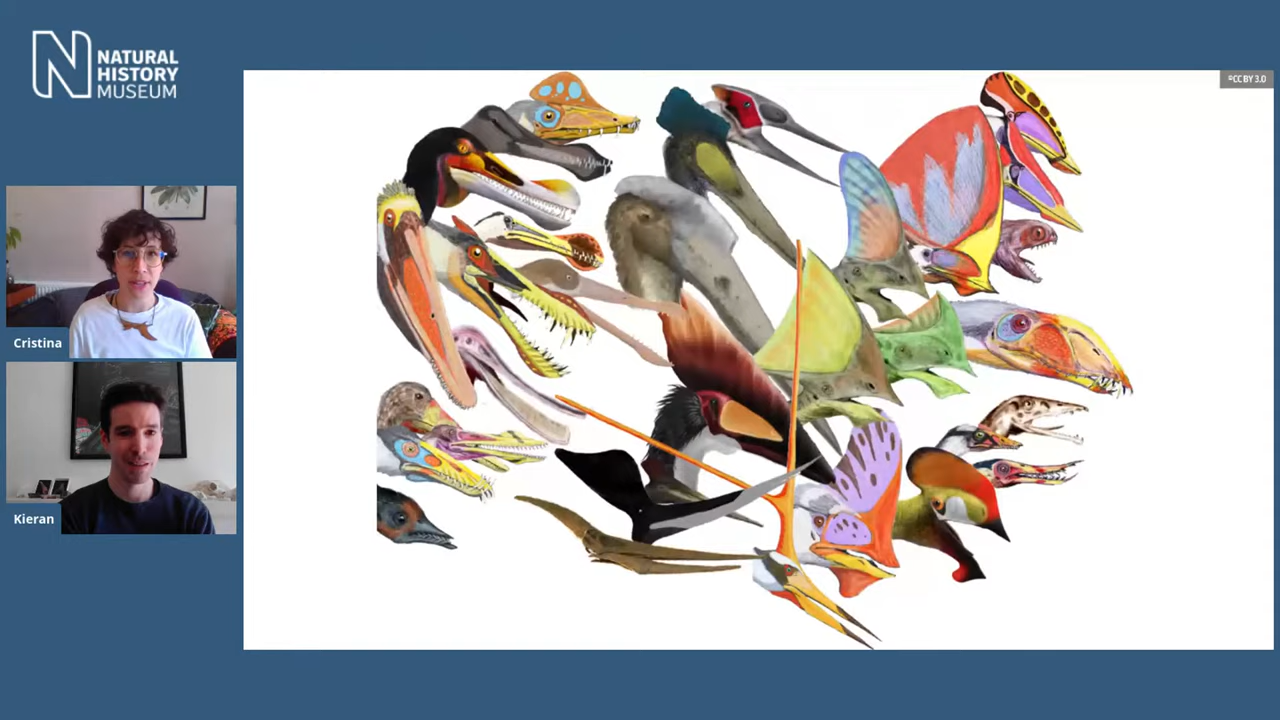 NATURAL
HISTORY
MUSEUM
©CC BY 3.0
Cristina
Kieran